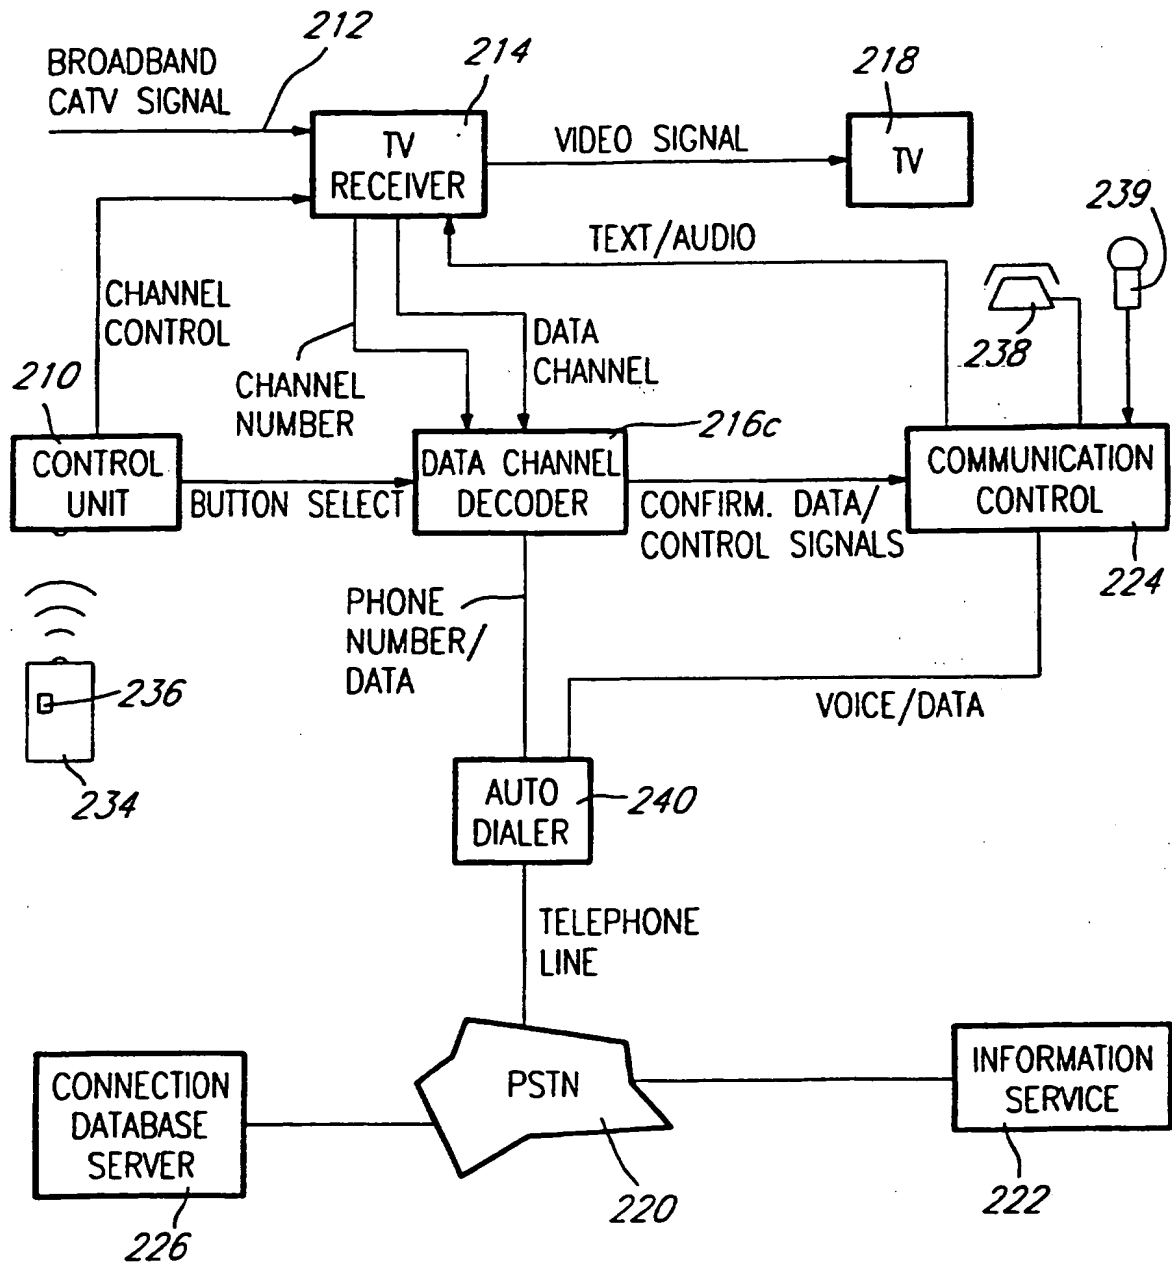 212
BROADBAND
CATV SIGNAL
214
TV
RECEIVER
VIDEO SIGNAL
218
TV
239
TEXT/AUDIO
CHANNEL
CONTROL
238
DATA
CHANNEL
CHANNEL
NUMBER
210
CONTROL
UNIT
BUTTON SELECT
216c
DATA CHANNEL
DECODER
CONFIRM. DATA/
CONTROL SIGNALS
COMMUNICATION
CONTROL
224
PHONE
NUMBER/
DATA
236
234
VOICE/DATA
AUTO
DIALER
240
TELEPHONE
LINE
PSTN
220
CONNECTION
DATABASE
SERVER
226
INFORMATION
SERVICE
222